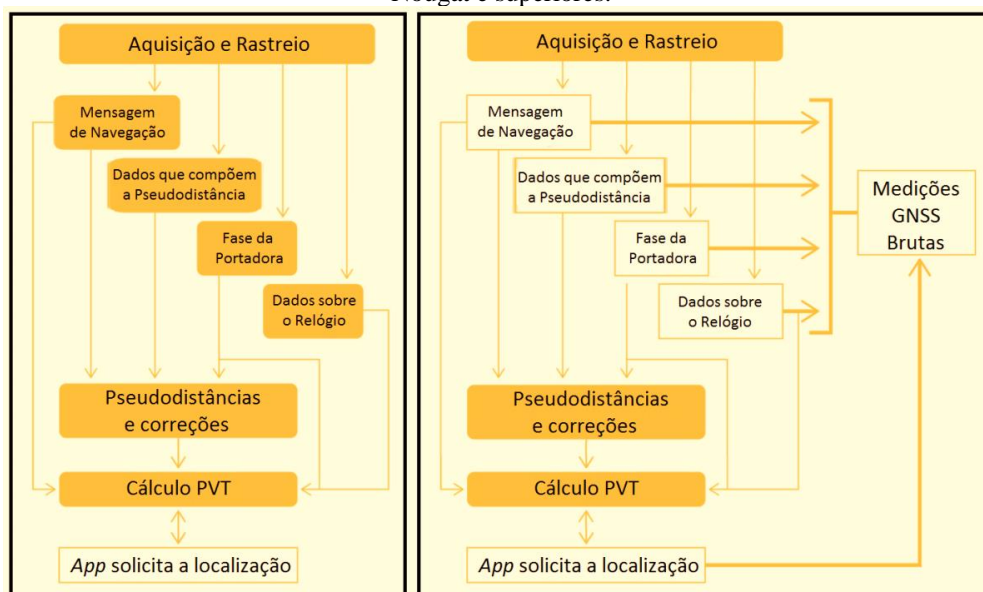 Nougat e superiores.
Aquisição e Rastreio
Mensagem
de Navegação
Dados que compõem
a Pseudodistância
Fase da
Portadora
Dados sobre
o Relógio
Pseudodistâncias
e correções
Cálculo PVT
App solicita a localização
Aquisição e Rastreio
Mensagem
de Navegação
Dados que compõem
a Pseudodistância
Fase da
Portadora
Dados sobre
o Relógio
Medições
GNSS
Brutas
Pseudodistâncias
e correções
Cálculo PVT
App solicita a localização